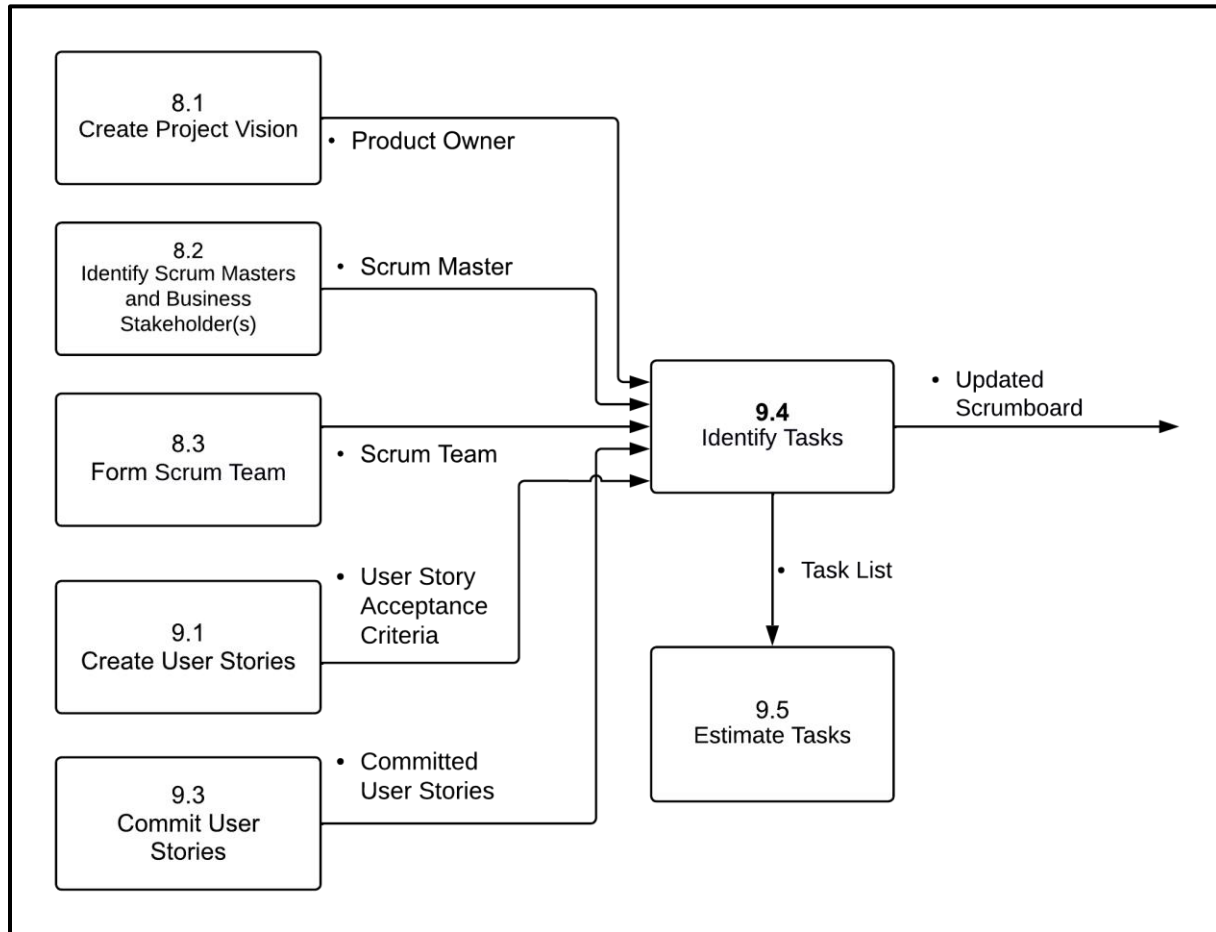 8.1
Create Project Vision
• Product Owner
8.2
Identify Scrum Masters
and Business
Stakeholder(s)
• Scrum Master
8.3
Form Scrum Team
• Scrum Team
9.1
Create User Stories
• User Story
Acceptance
Criteria
9.3
Commit User
Stories
• Committed
User Stories
9.4
Identify Tasks
• Updated
Scrumboard
• Task List
9.5
Estimate Tasks